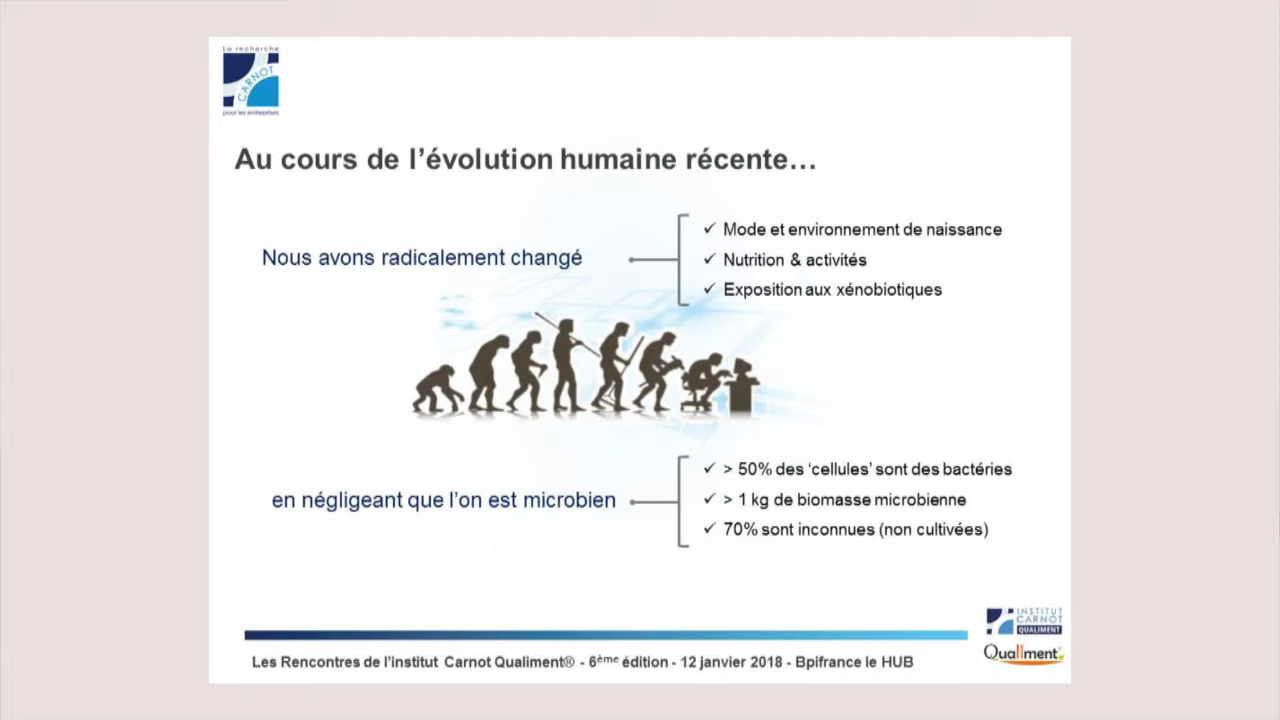 La recherche
CARNOT
pour les entreprises
Au cours de l’évolution humaine récente…
Nous avons radicalement changé
✓ Mode et environnement de naissance
✓ Nutrition & activités
✓ Exposition aux xénobiotiques
en négligeant que l’on est microbien
✓ > 50% des ‘cellules’ sont des bactéries
✓ > 1 kg de biomasse microbienne
✓ 70% sont inconnues (non cultivées)
INSTITUT
CARNOT
QUALIMENT
Qualiment
Les Rencontres de l’institut Carnot Qualiment® - 6ème édition - 12 janvier 2018 - Bpifrance le HUB